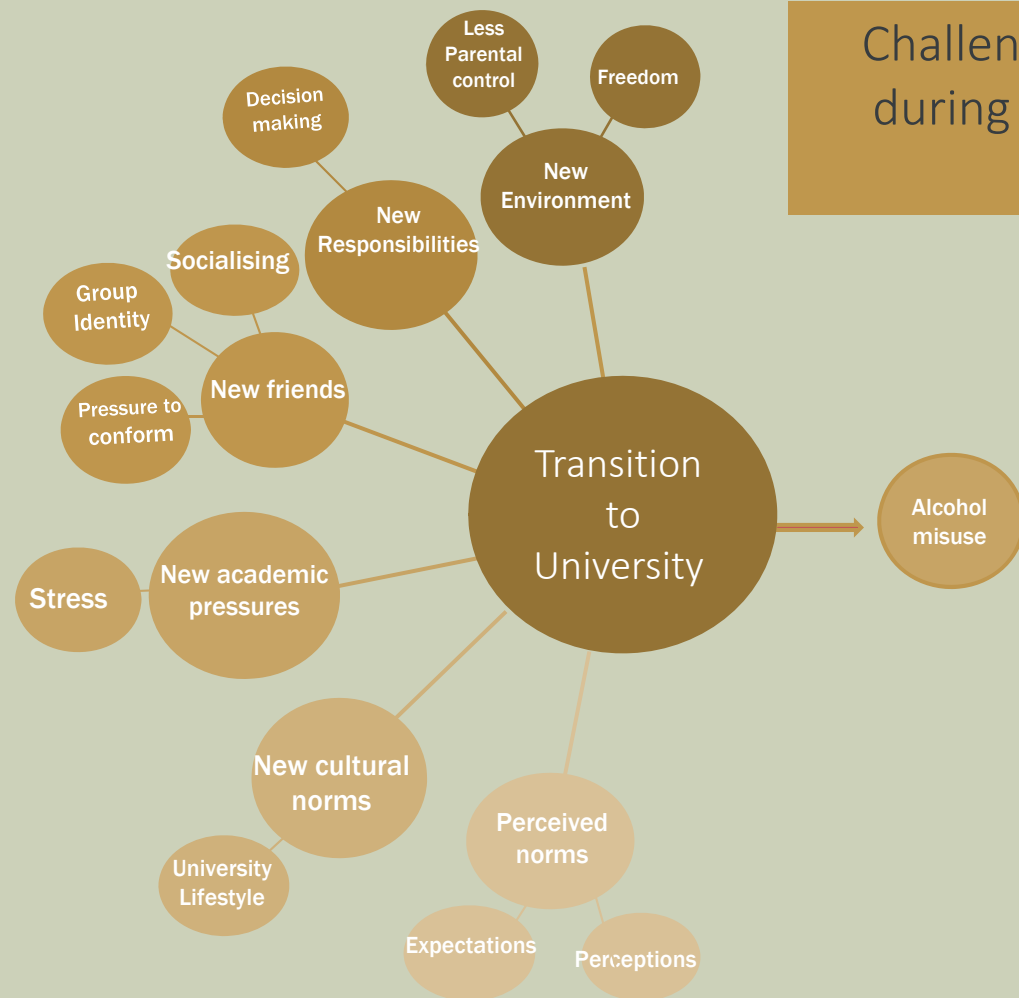 Challen
during
Less
Parental
control
Freedom
Decision
making
New
Environment
New
Responsibilities
Socialising
Group
Identity
New friends
Pressure to
conform
Transition
to
University
Alcohol
misuse
New academic
pressures
Stress
New cultural
norms
Perceived
norms
University
Lifestyle
Expectations
Perceptions